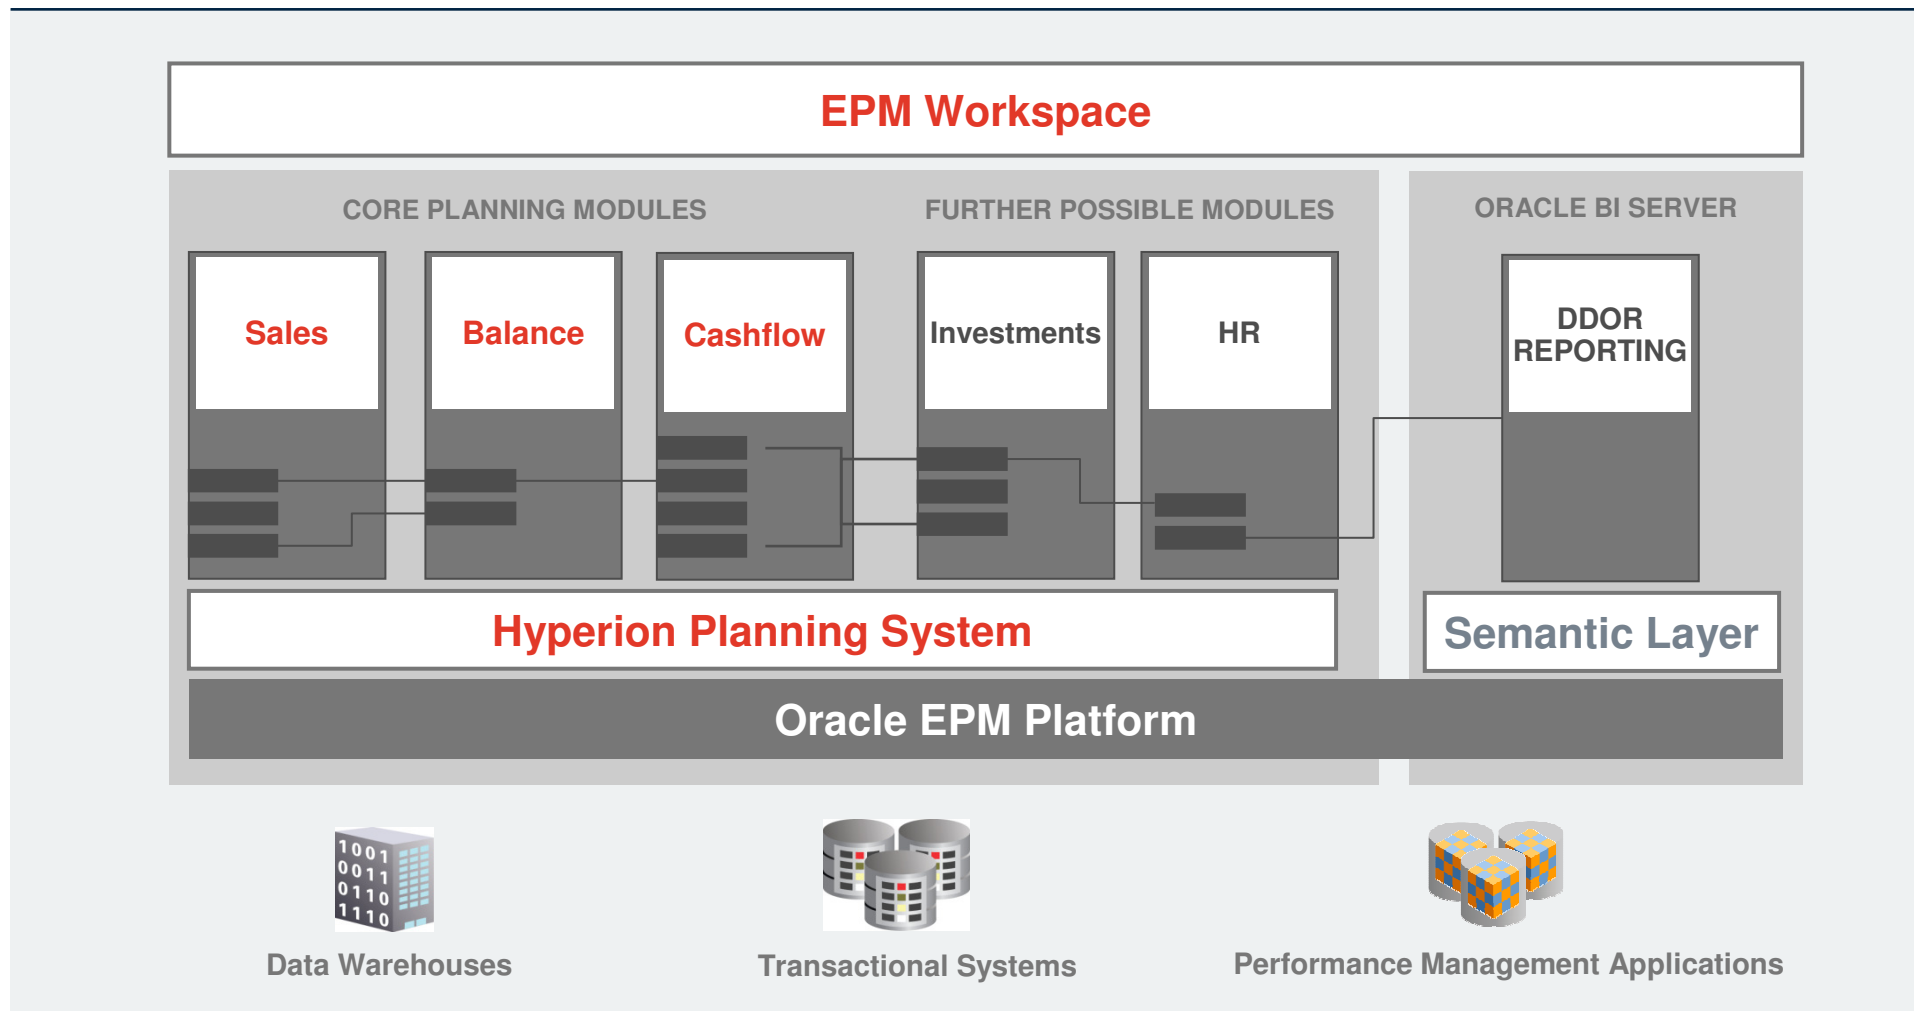 EPM Workspace
CORE PLANNING MODULES
FURTHER POSSIBLE MODULES
ORACLE BI SERVER
Sales
Balance
Cashflow
Investments
HR
DDOR
REPORTING
Hyperion Planning System
Semantic Layer
Oracle EPM Platform
1001
0011
0110
1110
Data Warehouses
Transactional Systems
Performance Management Applications